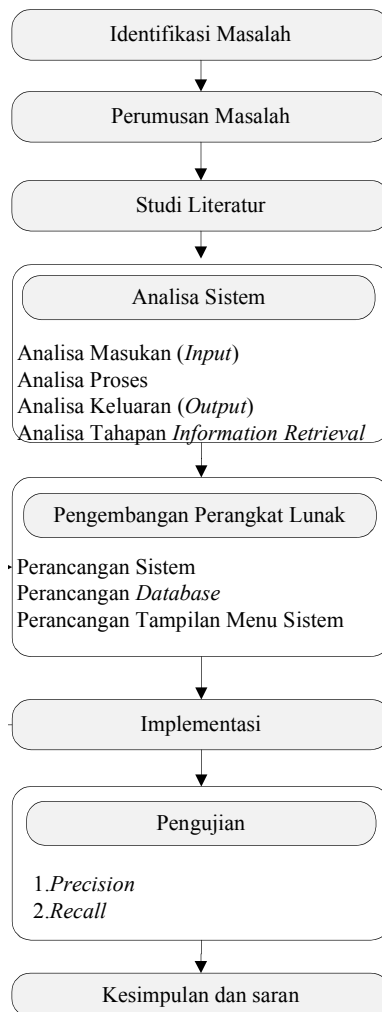 Identifikasi Masalah
Perumusan Masalah
Studi Literatur
Analisa Sistem
Analisa Masukan (Input)
Analisa Proses
Analisa Keluaran (Output)
Analisa Tahapan Information Retrieval
Pengembangan Perangkat Lunak
Perancangan Sistem
Perancangan Database
Perancangan Tampilan Menu Sistem
Implementasi
Pengujian
1.Precision
2.Recall
Kesimpulan dan saran